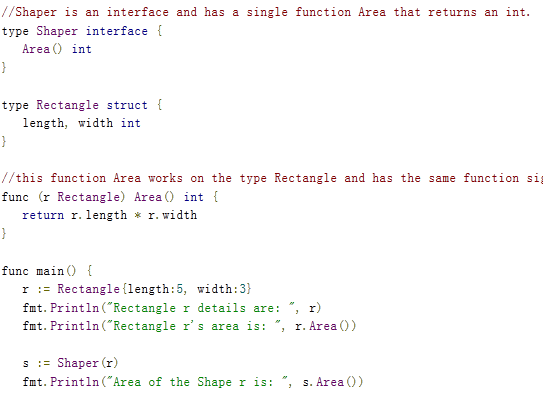 //Shaper is an interface and has a single function Area that returns an int.
type Shaper interface {
   Area() int
}

type Rectangle struct {
   length, width int
}

//this function Area works on the type Rectangle and has the same function
func (r Rectangle) Area() int {
   return r.length * r.width
}

func main() {
   r := Rectangle{length:5, width:3}
   fmt.Println("Rectangle r details are: ", r)
   fmt.Println("Rectangle r's area is: ", r.Area())

   s := Shaper(r)
   fmt.Println("Area of the Shape r is: ", s.Area())